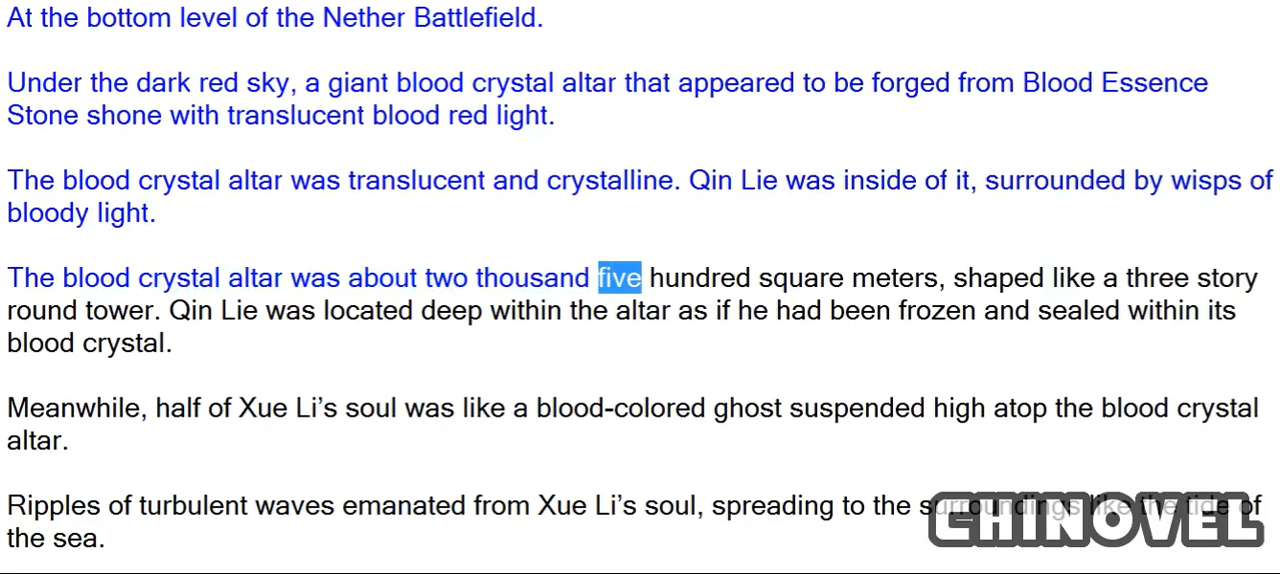 At the bottom level of the Nether Battlefield.
Under the dark red sky, a giant blood crystal altar that appeared to be forged from Blood Essence
Stone shone with translucent blood red light.
The blood crystal altar was translucent and crystalline. Qin Lie was inside of it, surrounded by wisps of
bloody light.
The blood crystal altar was about two thousand five hundred square meters, shaped like a three story
round tower. Qin Lie was located deep within the altar as if he had been frozen and sealed within its
blood crystal.
Meanwhile, half of Xue Li’s soul was like a blood-colored ghost suspended high atop the blood crystal
altar.
Ripples of turbulent waves emanated from Xue Li’s soul, spreading to the surroundings like the tide of
the sea.
CHINOVEL